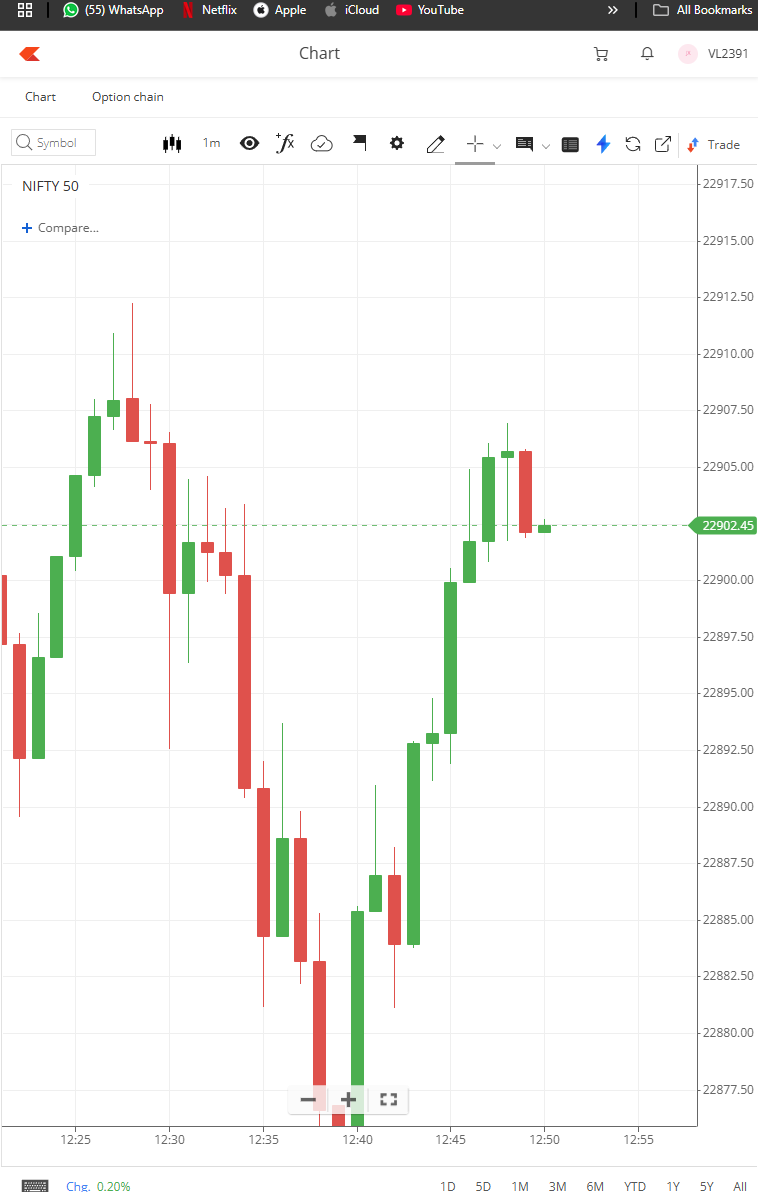 (55) WhatsApp Netflix Apple iCloud YouTube » All Bookmarks
Chart VL2391
Chart Option chain
Symbol 1m ƒx Trade
NIFTY 50
+ Compare...
22917.50
22915.00
22912.50
22910.00
22907.50
22905.00
22902.45
22900.00
22897.50
22895.00
22892.50
22890.00
22887.50
22885.00
22882.50
22880.00
22877.50
12:25 12:30 12:35 12:40 12:45 12:50 12:55
Chg. 0.20% 1D 5D 1M 3M 6M YTD 1Y 5Y All